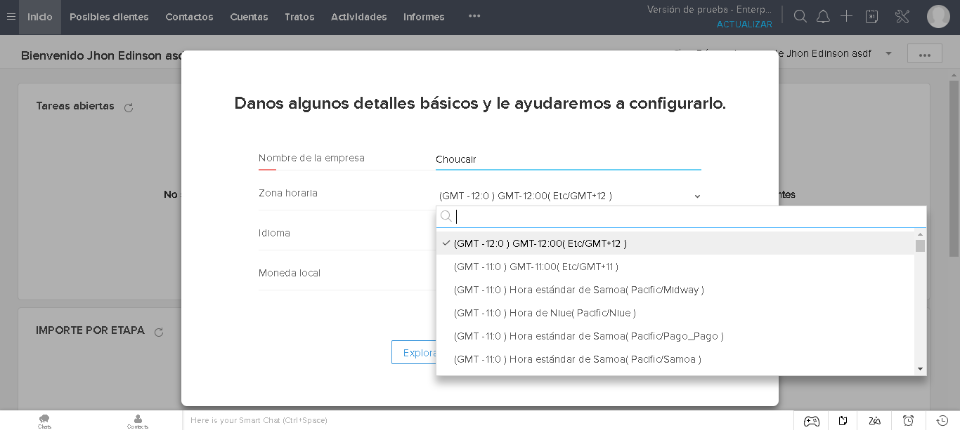 Inicio Posibles clientes Contactos Cuentas Tratos Actividades Informes ••• Versión de prueba - Enterp...
ACTUALIZAR
Bienvenido Jhon Edinson asd de Jhon Edinson asdf •••
Tareas abiertas
Danos algunos detalles básicos y le ayudaremos a configurarlo.
Nombre de la empresa Choucair
No
Zona horaria (GMT -12:0 ) GMT-12:00( Etc/GMT+12 )
Idioma
(GMT -12:0 ) GMT-12:00( Etc/GMT+12 )
(GMT -11:0 ) GMT-11:00( Etc/GMT+11 )
Moneda local
(GMT -11:0 ) Hora estándar de Samoa( Pacific/Midway )
(GMT -11:0 ) Hora de Niue( Pacific/Niue )
IMPORTE POR ETAPA
(GMT -11:0 ) Hora estándar de Samoa( Pacific/Pago_Pago )
Explora
(GMT -11:0 ) Hora estándar de Samoa( Pacific/Samoa )
Chats Contacts Here is your Smart Chat (Ctrl+Space)